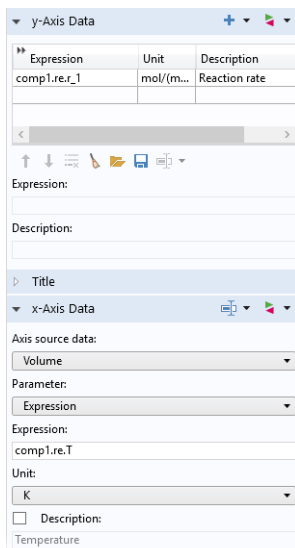 y-Axis Data
Expression Unit Description
comp1.re.r_1 mol/(m... Reaction rate
Expression:
Description:
Title
x-Axis Data
Axis source data:
Volume
Parameter:
Expression
Expression:
comp1.re.T
Unit:
K
Description:
Temperature